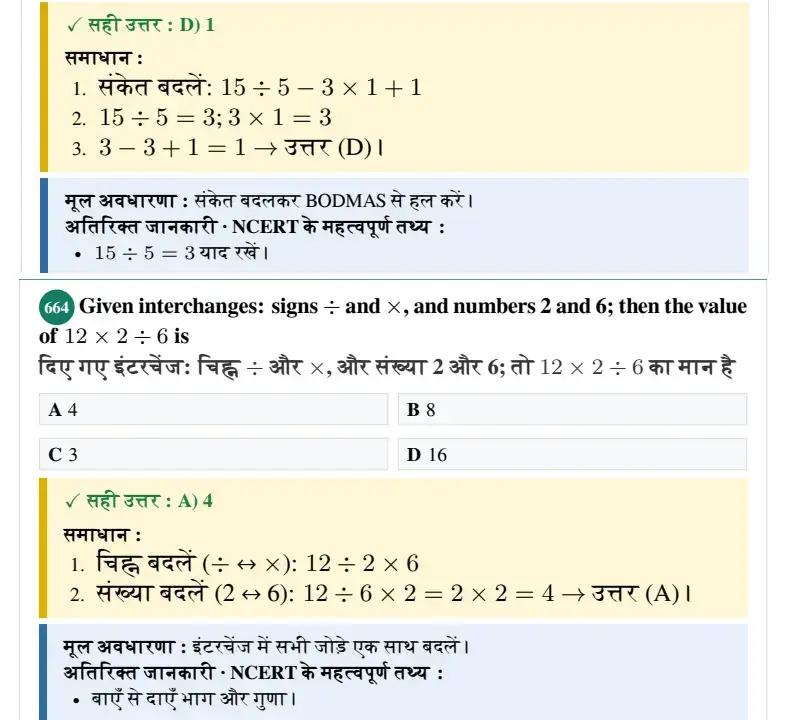 ✓ सही उत्तर : D) 1
समाधान :
1. संकेत बदलें: 15 ÷ 5 − 3 × 1 + 1
2. 15 ÷ 5 = 3; 3 × 1 = 3
3. 3 − 3 + 1 = 1 → उत्तर (D)।
मूल अवधारणा : संकेत बदलकर BODMAS से हल करें।
अतिरिक्त जानकारी · NCERT के महत्वपूर्ण तथ्य :
• 15 ÷ 5 = 3 याद रखें।
664 Given interchanges: signs ÷ and ×, and numbers 2 and 6; then the value
of 12 × 2 ÷ 6 is
दिए गए इंटरचेंज: चिह्न ÷ और ×, और संख्या 2 और 6; तो 12 × 2 ÷ 6 का मान है
A 4
B 8
C 3
D 16
✓ सही उत्तर : A) 4
समाधान :
1. चिह्न बदलें (÷ ↔ ×): 12 ÷ 2 × 6
2. संख्या बदलें (2 ↔ 6): 12 ÷ 6 × 2 = 2 × 2 = 4 → उत्तर (A)।
मूल अवधारणा : इंटरचेंज में सभी जोड़े एक साथ बदलें।
अतिरिक्त जानकारी · NCERT के महत्वपूर्ण तथ्य :
• बाएँ से दाएँ भाग और गुणा।